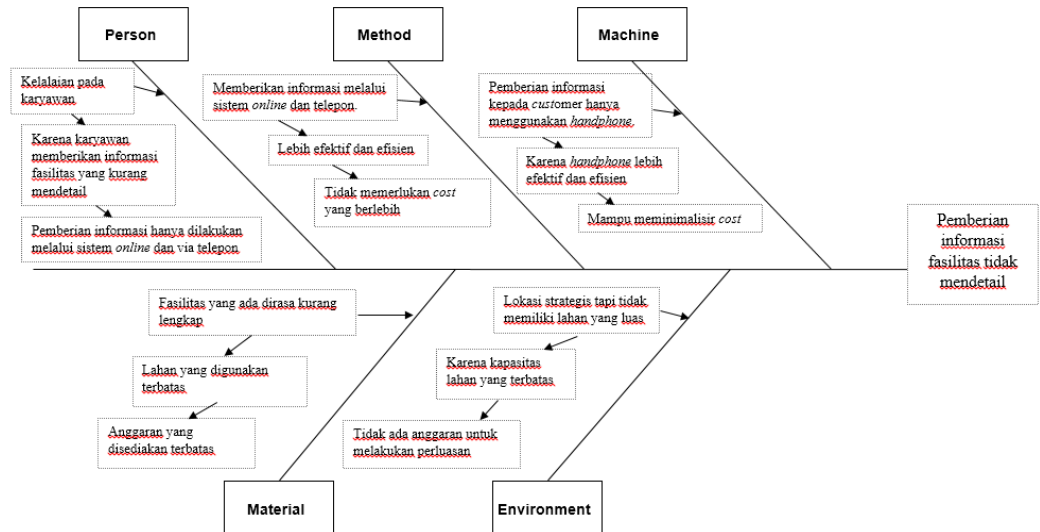 Person
Method
Machine
Kelalaian pada
karyawan
Karena karyawan
memberikan informasi
fasilitas yang kurang
mendetail
Pemberian informasi hanya dilakukan
melalui sistem online dan via telepon
Memberikan informasi melalui
sistem online dan telepon.
Lebih efektif dan efisien
Tidak memerlukan cost
yang berlebih
Pemberian informasi
kepada customer hanya
menggunakan handphone.
Karena handphone lebih
efektif dan efisien
Mampu meminimalisir cost
Pemberian
informasi
fasilitas tidak
mendetail
Fasilitas yang ada dirasa kurang
lengkap
Lahan yang digunakan
terbatas
Anggaran yang
disediakan terbatas
Lokasi strategis tapi tidak
memiliki lahan yang luas
Karena kapasitas
lahan yang terbatas
Tidak ada anggaran untuk
melakukan perluasan
Material
Environment